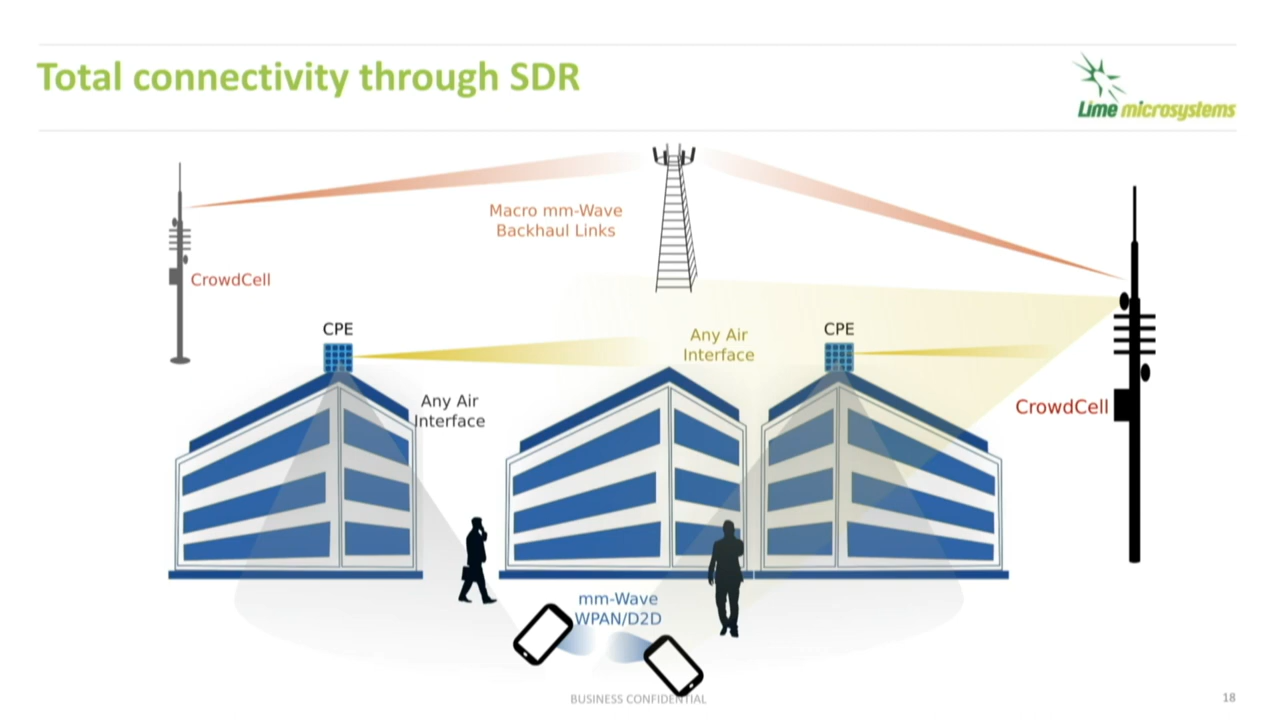 Total connectivity through SDR
Lime microsystems
Macro mm-Wave
Backhaul Links
CrowdCell
CPE
Any Air
Interface
CPE
Any Air
Interface
CrowdCell
mm-Wave
WPAN/D2D
BUSINESS CONFIDENTIAL
18